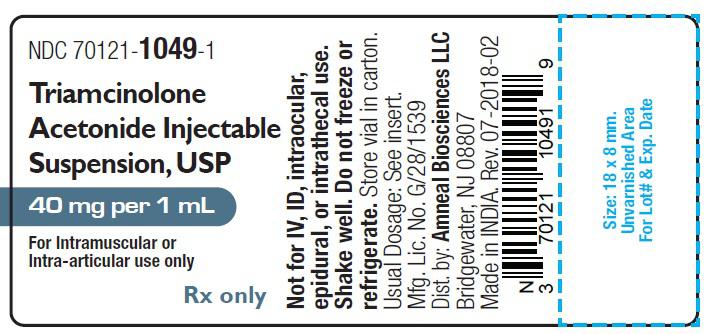 NDC 70121-1049-1
Triamcinolone
Acetonide Injectable
Suspension, USP
40 mg per 1 mL
For Intramuscular or
Intra-articular use only
Rx only
Not for IV, ID, intraocular,
epidural, or intrathecal use.
Shake well. Do not freeze or
refrigerate. Store vial in carton.
Usual Dosage: See insert.
Mfg. Lic. No. G/28/1539
Dist. by: Amneal Biosciences LLC
Bridgewater, NJ 08807
Made in INDIA. Rev. 07-2018-02
N
3 70121 10491 9
Size: 18 x 8 mm.
Unvarnished Area
For Lot# & Exp. Date